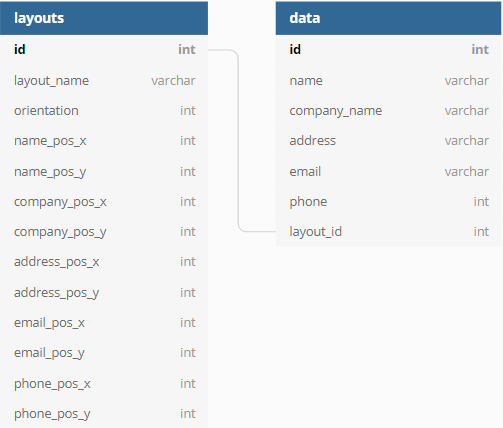 layouts
id int
layout_name varchar
orientation int
name_pos_x int
name_pos_y int
company_pos_x int
company_pos_y int
address_pos_x int
address_pos_y int
email_pos_x int
email_pos_y int
phone_pos_x int
phone_pos_y int
data
id int
name varchar
company_name varchar
address varchar
email varchar
phone int
layout_id int